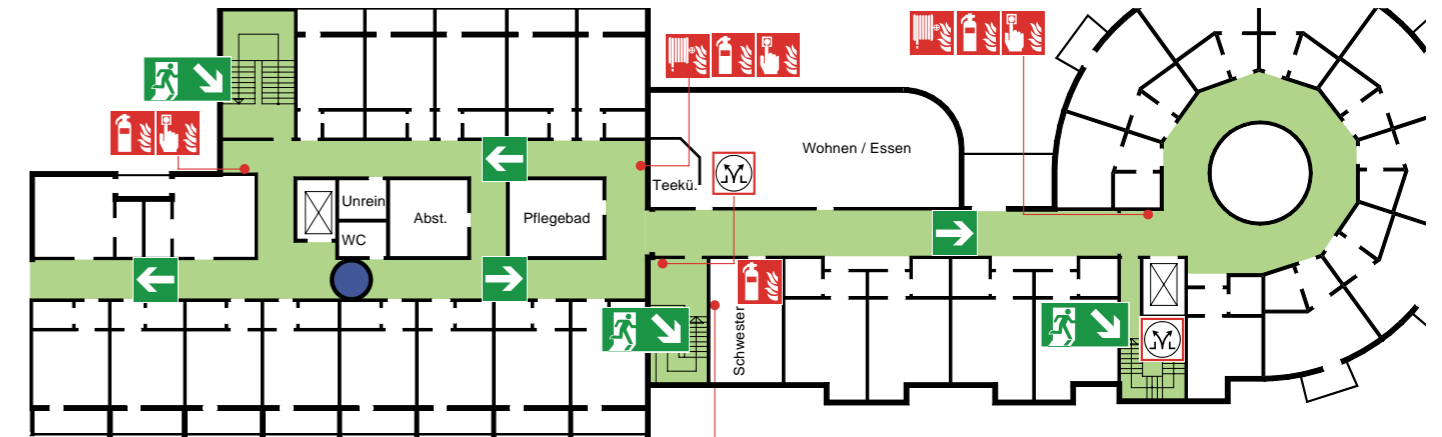 Wohnen / Essen
Teekü.
Unrein
Abst.
Pflegebad
WC
Schwester